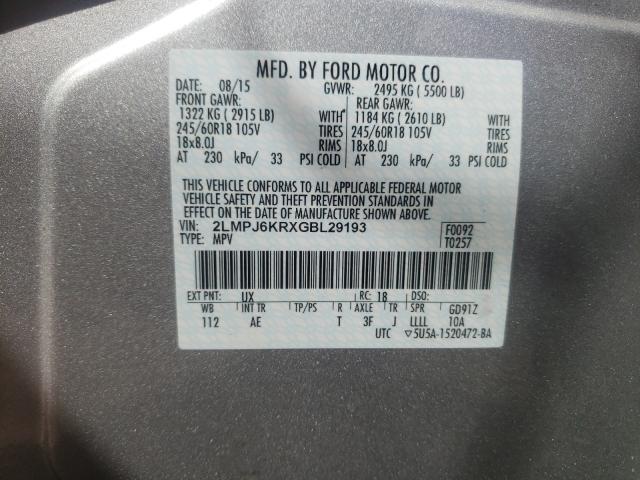 MFD. BY FORD MOTOR CO.
DATE: 08/15 GVWR: 2495 KG ( 5500 LB)
FRONT GAWR: REAR GAWR:
1322 KG ( 2915 LB) WITH 1184 KG ( 2610 LB) WITH
245/60R18 105V TIRES 245/60R18 105V TIRES
18x8.0J RIMS 18x8.0J RIMS
AT 230 kPa/ 33 PSI COLD AT 230 kPa/ 33 PSI COLD
THIS VEHICLE CONFORMS TO ALL APPLICABLE FEDERAL MOTOR
VEHICLE SAFETY AND THEFT PREVENTION STANDARDS IN
EFFECT ON THE DATE OF MANUFACTURE SHOWN ABOVE.
VIN: 2LMPJ6KRXGBL29193 F0092
TYPE: MPV T0257
EXT PNT: UX RC: 18 DSO:
WB INT TR TP/PS R AXLE TR SPR GD91Z
112 AE T 3F J LLLL 10A
UTC ▽5U5A-1520472-BA